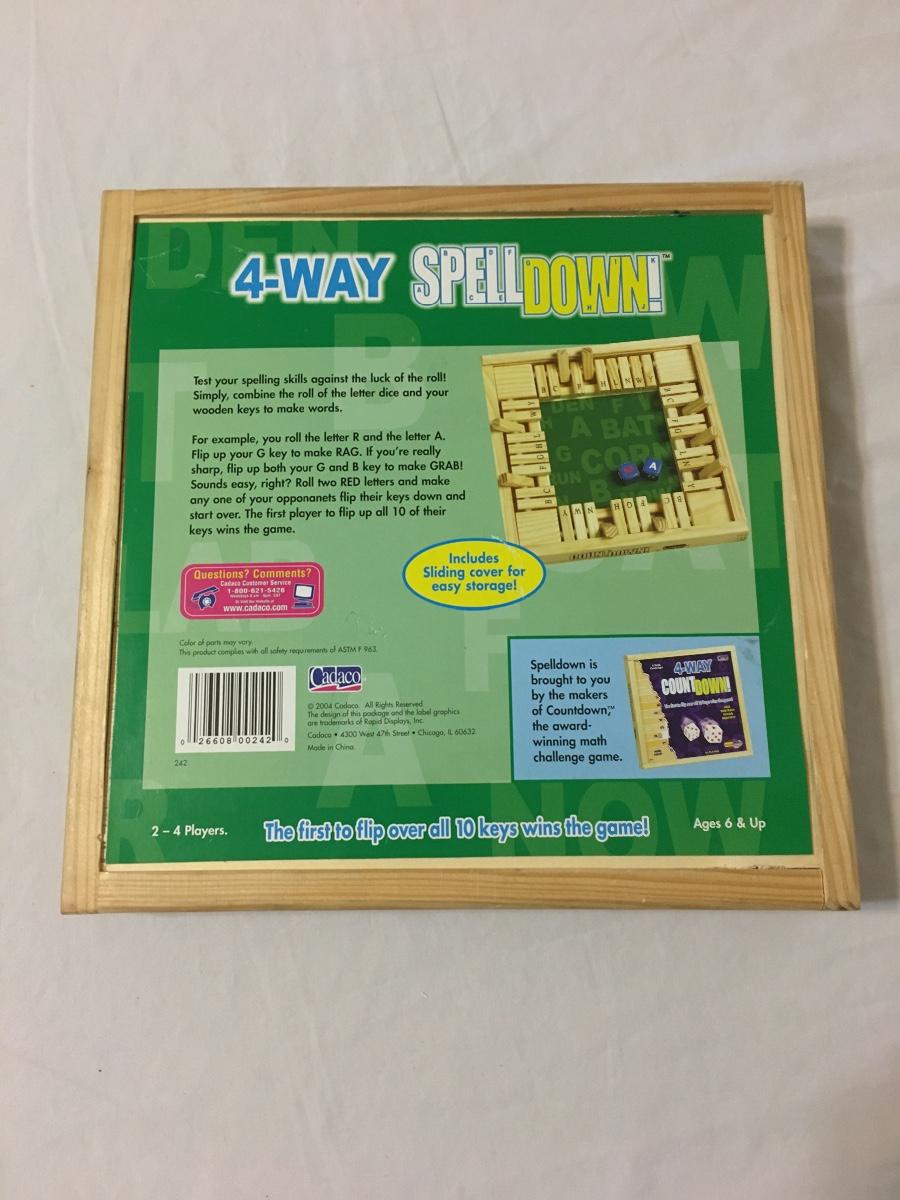 4-WAY SPELLDOWN!™
Test your spelling skills against the luck of the roll!
Simply, combine the roll of the letter dice and your
wooden keys to make words.
For example, you roll the letter R and the letter A.
Flip up your G key to make RAG. If you're really
sharp, flip up both your G and B key to make GRAB!
Sounds easy, right? Roll two RED letters and make
any one of your opponanets flip their keys down and
start over. The first player to flip up all 10 of their
keys wins the game.
Includes
Sliding cover for
easy storage!
Questions? Comments?
Cadaco Customer Service
1-800-621-5426
www.cadaco.com
Color of parts may vary.
This product complies with all safety requirements of ASTM F 963.
0 26608 00242 0
242
Cadaco®
© 2004 Cadaco. All Rights Reserved
The design of this package and the label graphics
are trademarks of Rapid Displays, Inc.
Cadaco • 4300 West 47th Street • Chicago, IL 60632
Made in China
Spelldown is
brought to you
by the makers
of Countdown,™
the award-
winning math
challenge game.
4-WAY
COUNTDOWN!
2 – 4 Players.
The first to flip over all 10 keys wins the game!
Ages 6 & Up